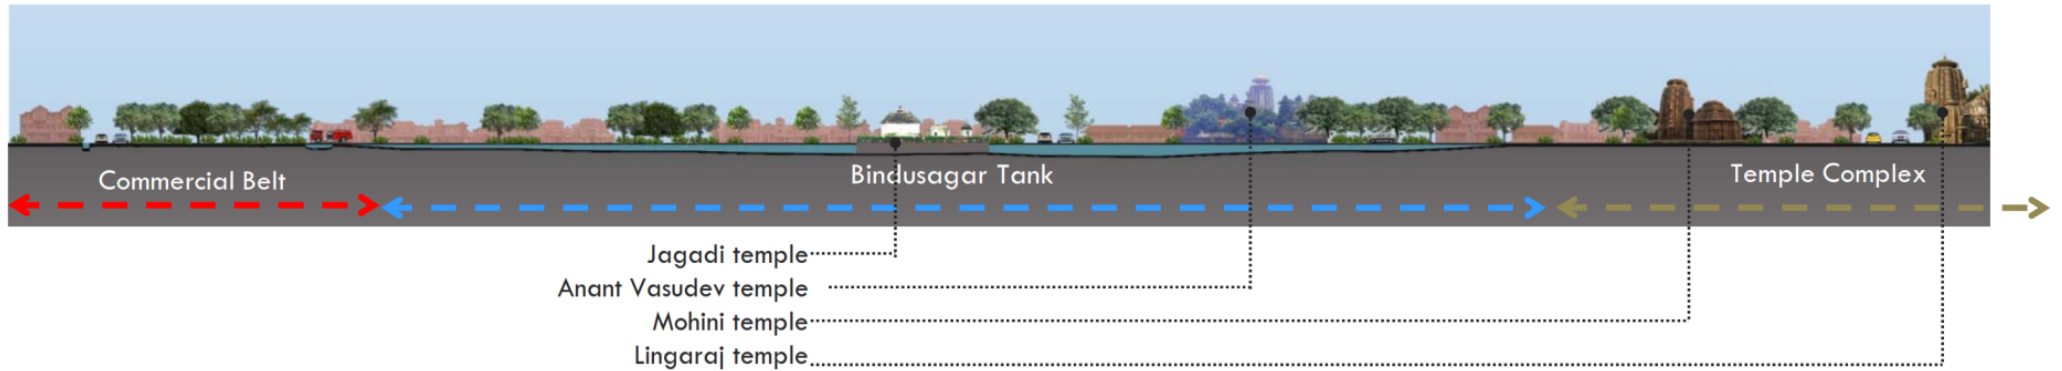 Commercial Belt
Bindusagar Tank
Temple Complex
Jagadi temple
Anant Vasudev temple
Mohini temple
Lingaraj temple